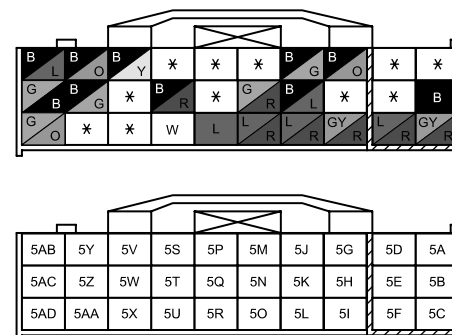 B L B O B Y * * * B G B O * *
G B B G * B R * G R B L * * B
G O * * W L L R L R GY R L R GY R
5AB 5Y 5V 5S 5P 5M 5J 5G 5D 5A
5AC 5Z 5W 5T 5Q 5N 5K 5H 5E 5B
5AD 5AA 5X 5U 5R 5O 5L 5I 5F 5C